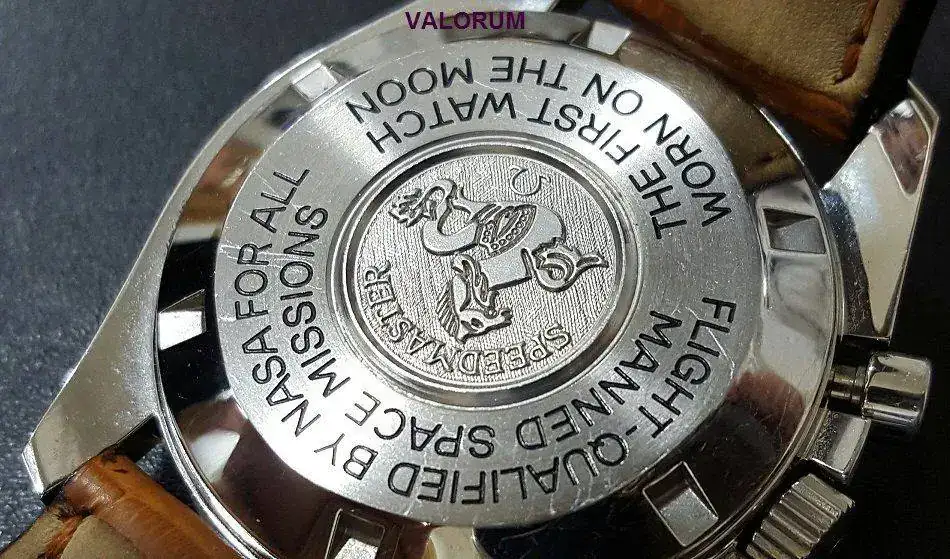 VALORUM
FLIGHT-QUALIFIED BY NASA FOR ALL
MANNED SPACE MISSIONS
THE FIRST WATCH
WORN ON THE MOON
Ω
SPEEDMASTER